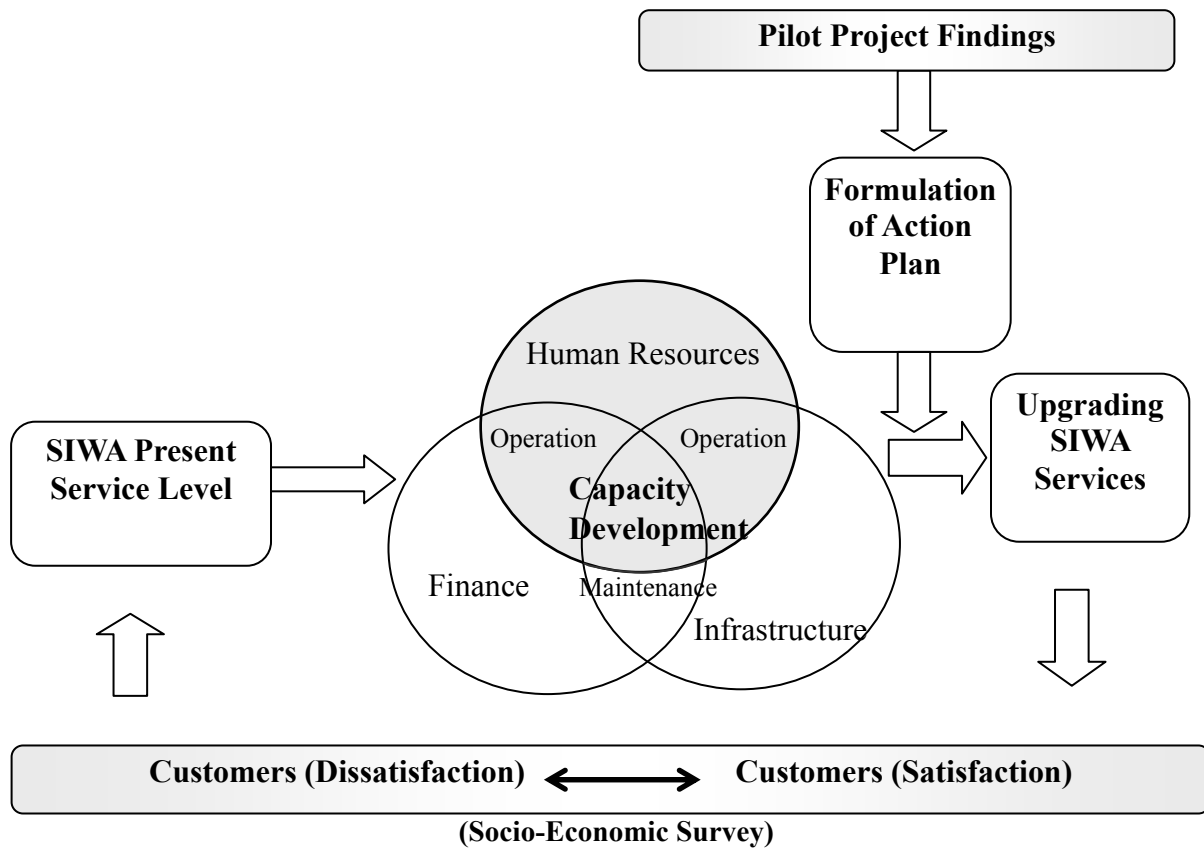 Pilot Project Findings
Formulation
of Action
Plan
Human Resources
Upgrading
SIWA
Services
SIWA Present
Service Level
Operation
Operation
Capacity
Development
Finance
Maintenance
Infrastructure
Customers (Dissatisfaction)
Customers (Satisfaction)
(Socio-Economic Survey)